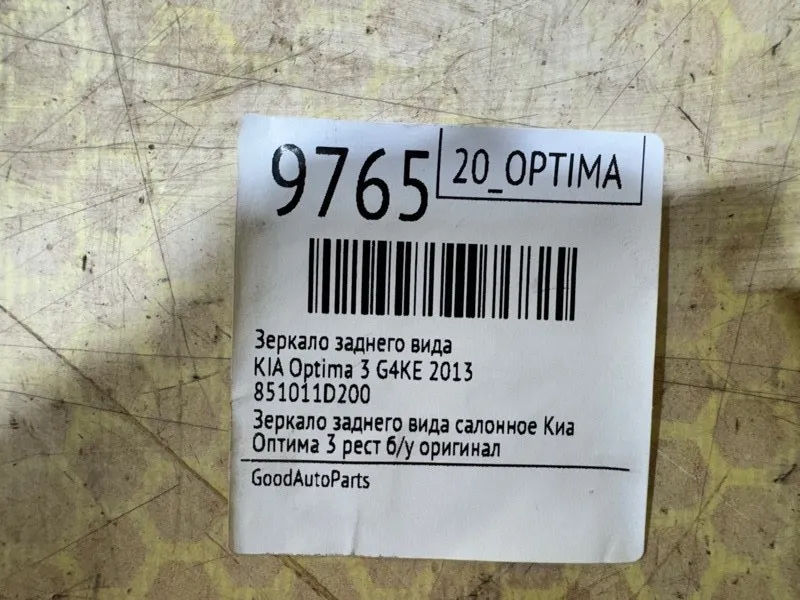 9765
20_OPTIMA
Зеркало заднего вида
KIA Optima 3 G4KE 2013
851011D200
Зеркало заднего вида салонное Киа
Оптима 3 рест б/у оригинал
GoodAutoParts